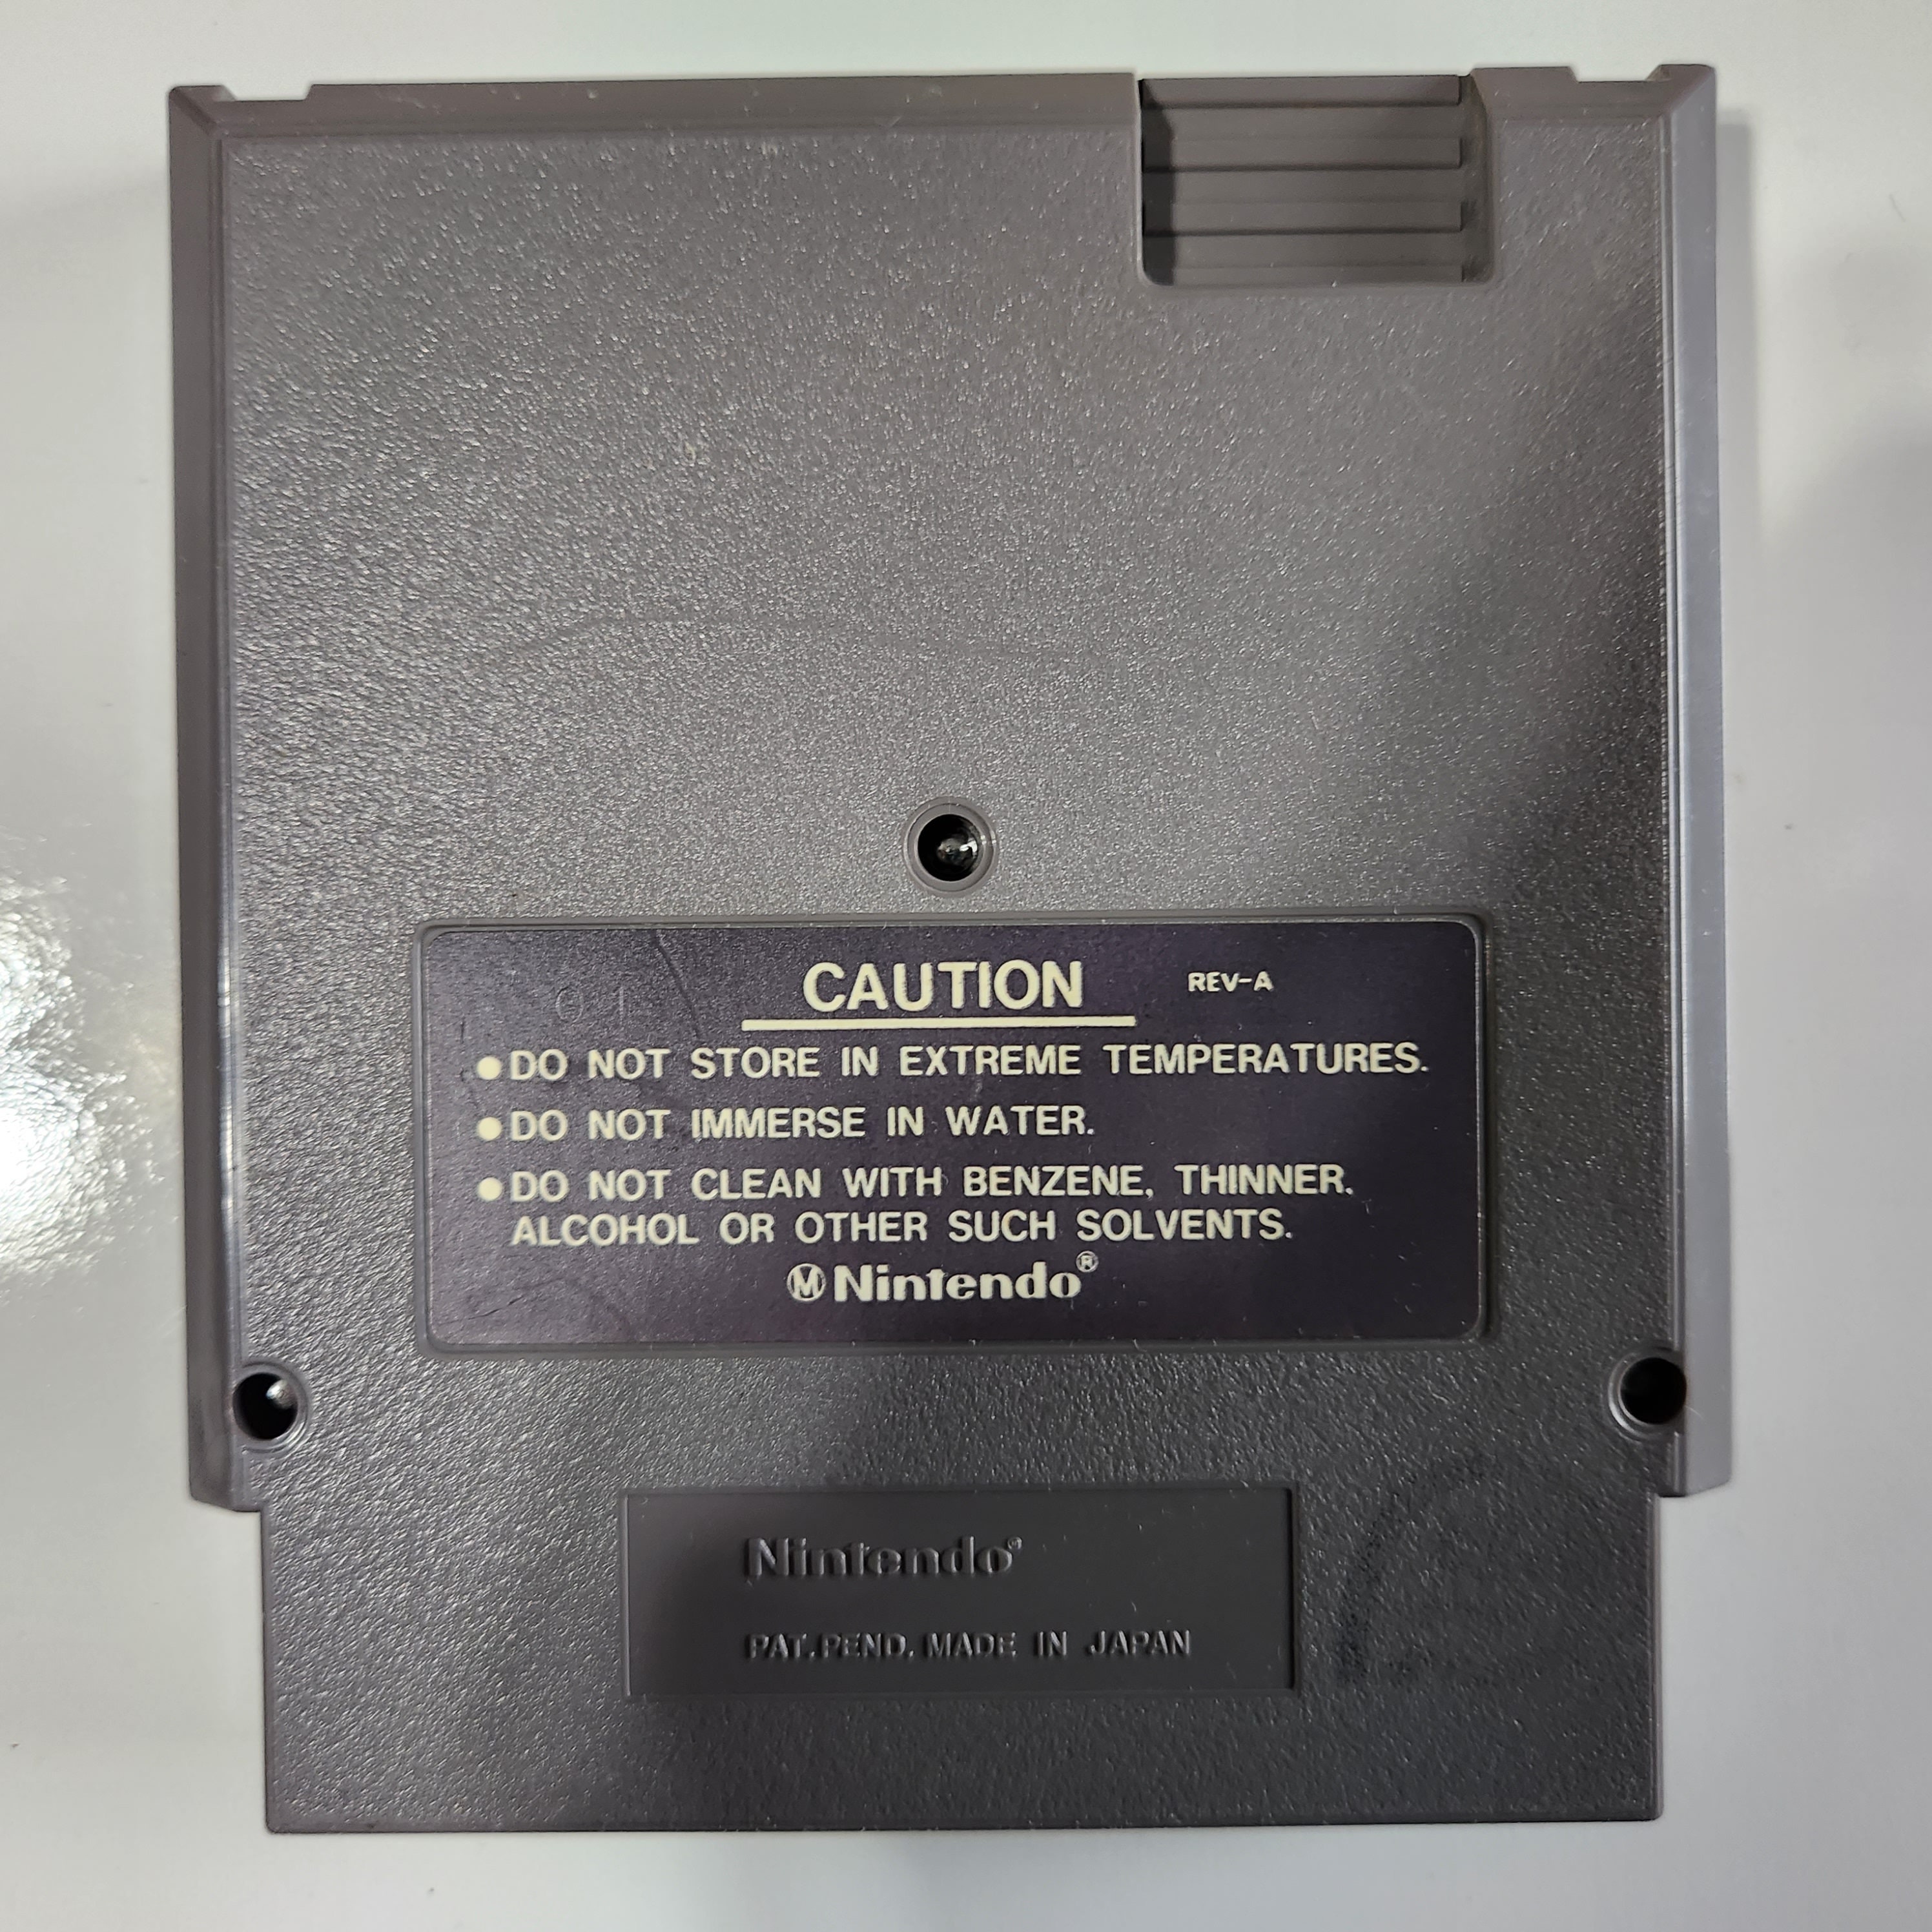 CAUTION REV-A
●DO NOT STORE IN EXTREME TEMPERATURES.
●DO NOT IMMERSE IN WATER.
●DO NOT CLEAN WITH BENZENE, THINNER.
ALCOHOL OR OTHER SUCH SOLVENTS.
Ⓜ Nintendo®
01
Nintendo®
PAT.PEND. MADE IN JAPAN